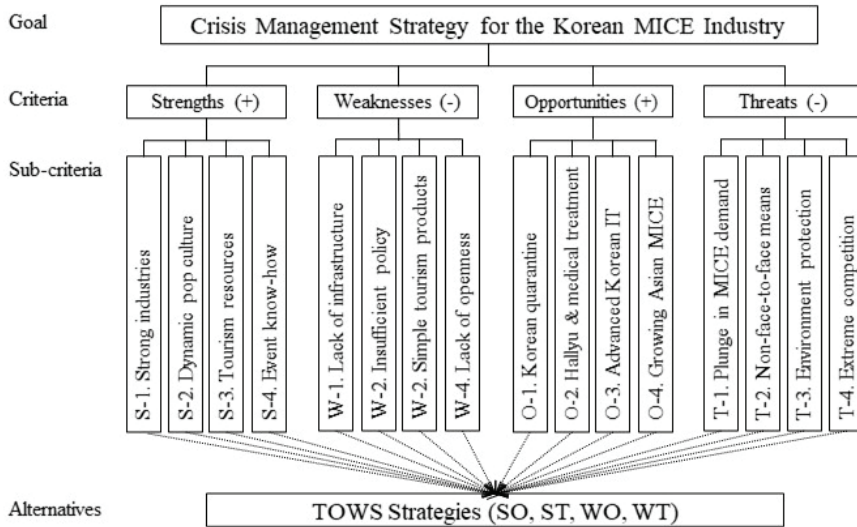 Goal
Crisis Management Strategy for the Korean MICE Industry
Criteria
Strengths (+)
Weaknesses (-)
Opportunities (+)
Threats (-)
Sub-criteria
S-1. Strong industries
S-2. Dynamic pop culture
S-3. Tourism resources
S-4. Event know-how
W-1. Lack of infrastructure
W-2. Insufficient policy
W-2. Simple tourism products
W-4. Lack of openness
O-1. Korean quarantine
O-2. Hallyu & medical treatment
O-3. Advanced Korean IT
O-4. Growing Asian MICE
T-1. Plunge in MICE demand
T-2. Non-face-to-face means
T-3. Environment protection
T-4. Extreme competition
Alternatives
TOWS Strategies (SO, ST, WO, WT)